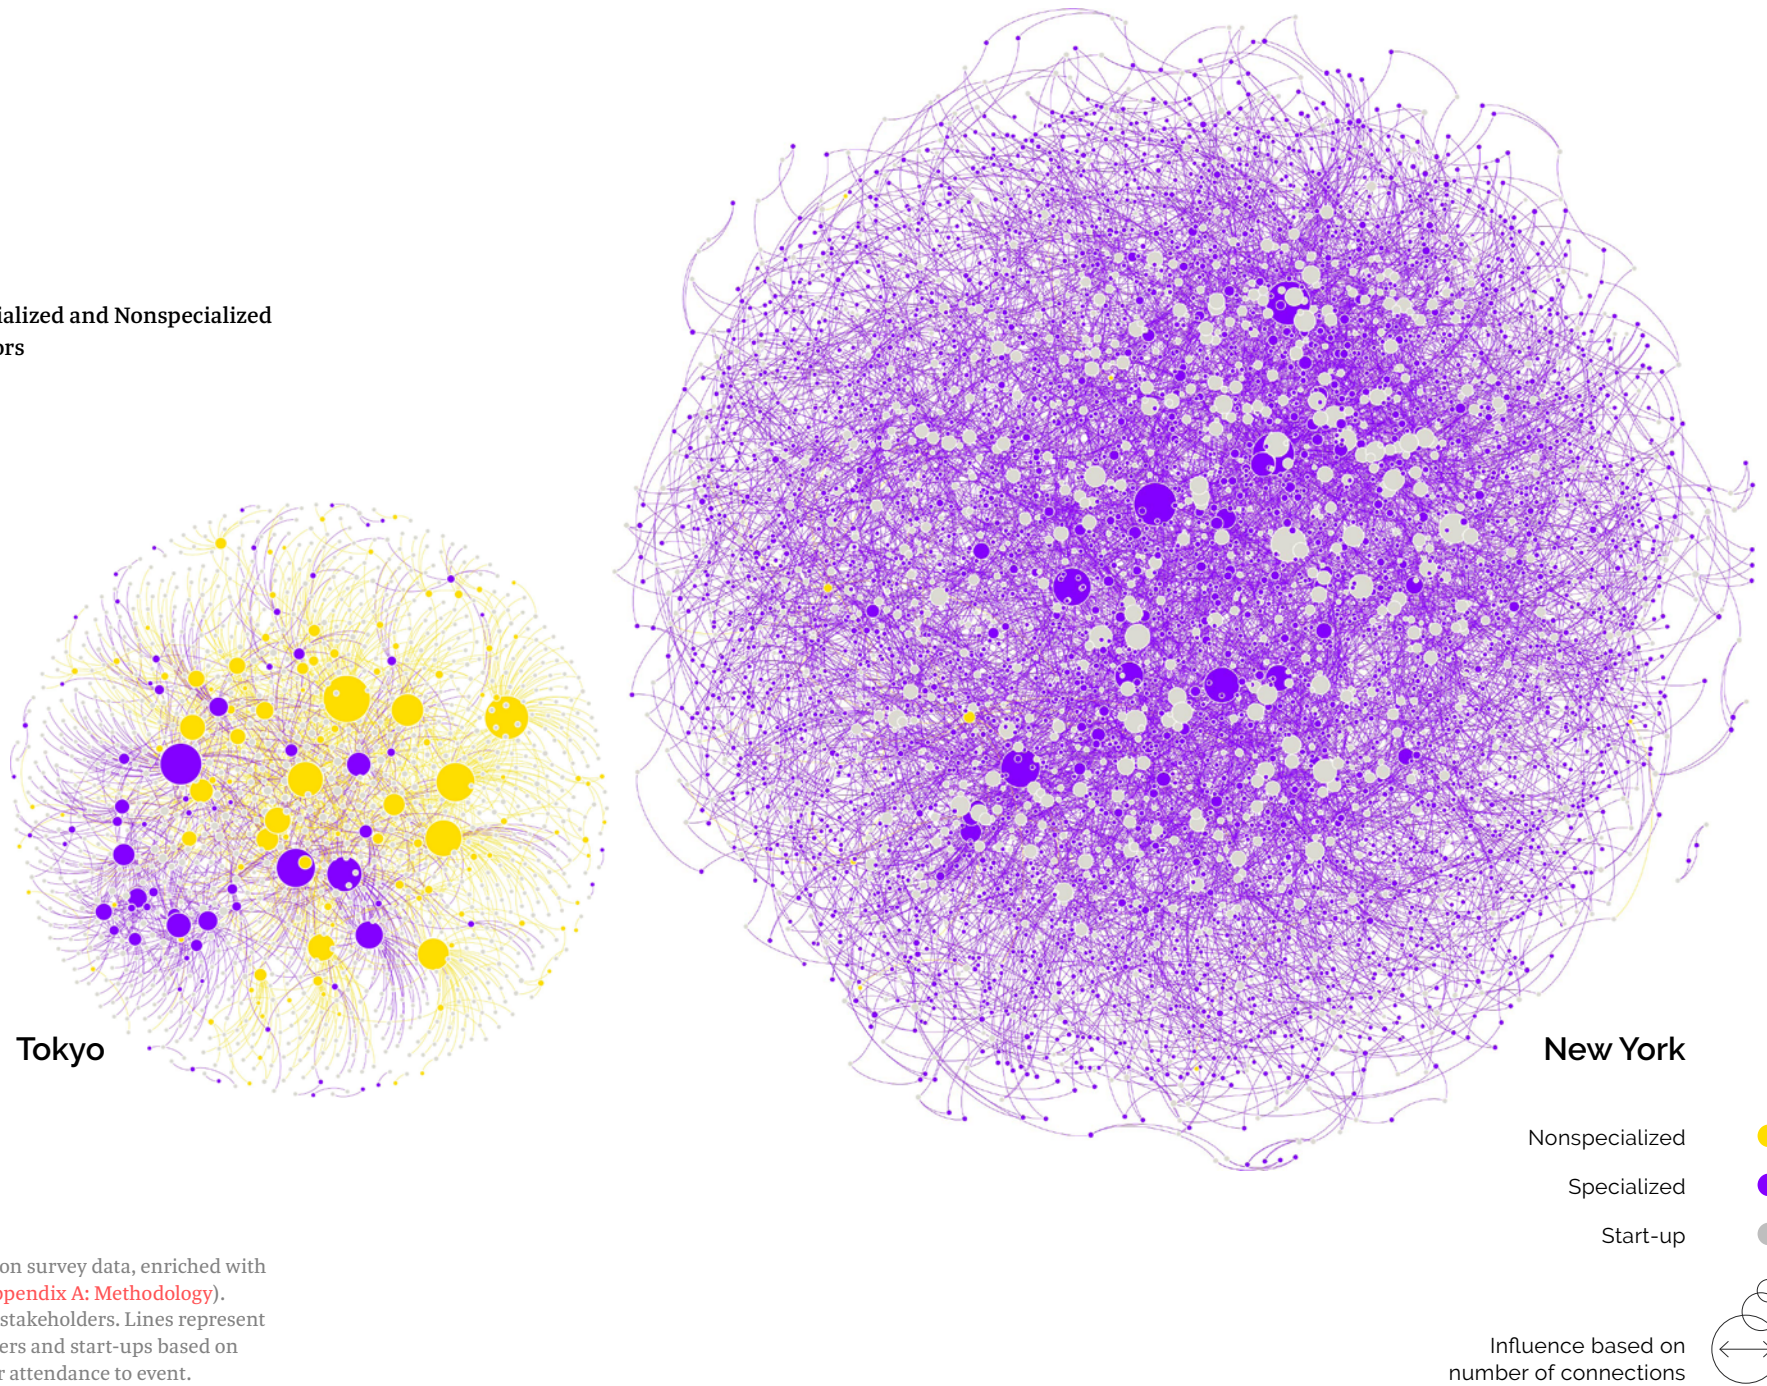 ialized and Nonspecialized
ors
Tokyo
New York
Nonspecialized
Specialized
Start-up
Influence based on
number of connections
on survey data, enriched with
ppendix A: Methodology).
stakeholders. Lines represent
ers and start-ups based on
r attendance to event.